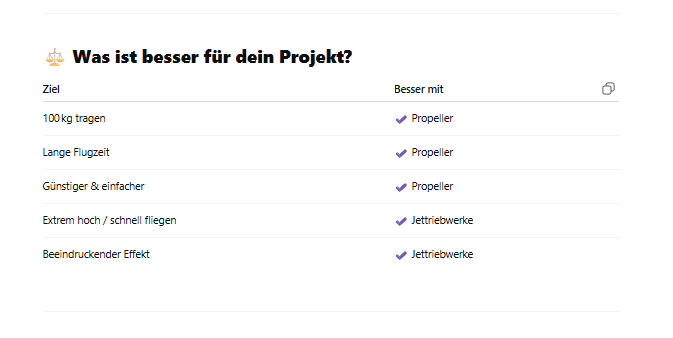 ⚖️ Was ist besser für dein Projekt?
Ziel Besser mit
100 kg tragen ✔ Propeller
Lange Flugzeit ✔ Propeller
Günstiger & einfacher ✔ Propeller
Extrem hoch / schnell fliegen ✔ Jettriebwerke
Beeindruckender Effekt ✔ Jettriebwerke